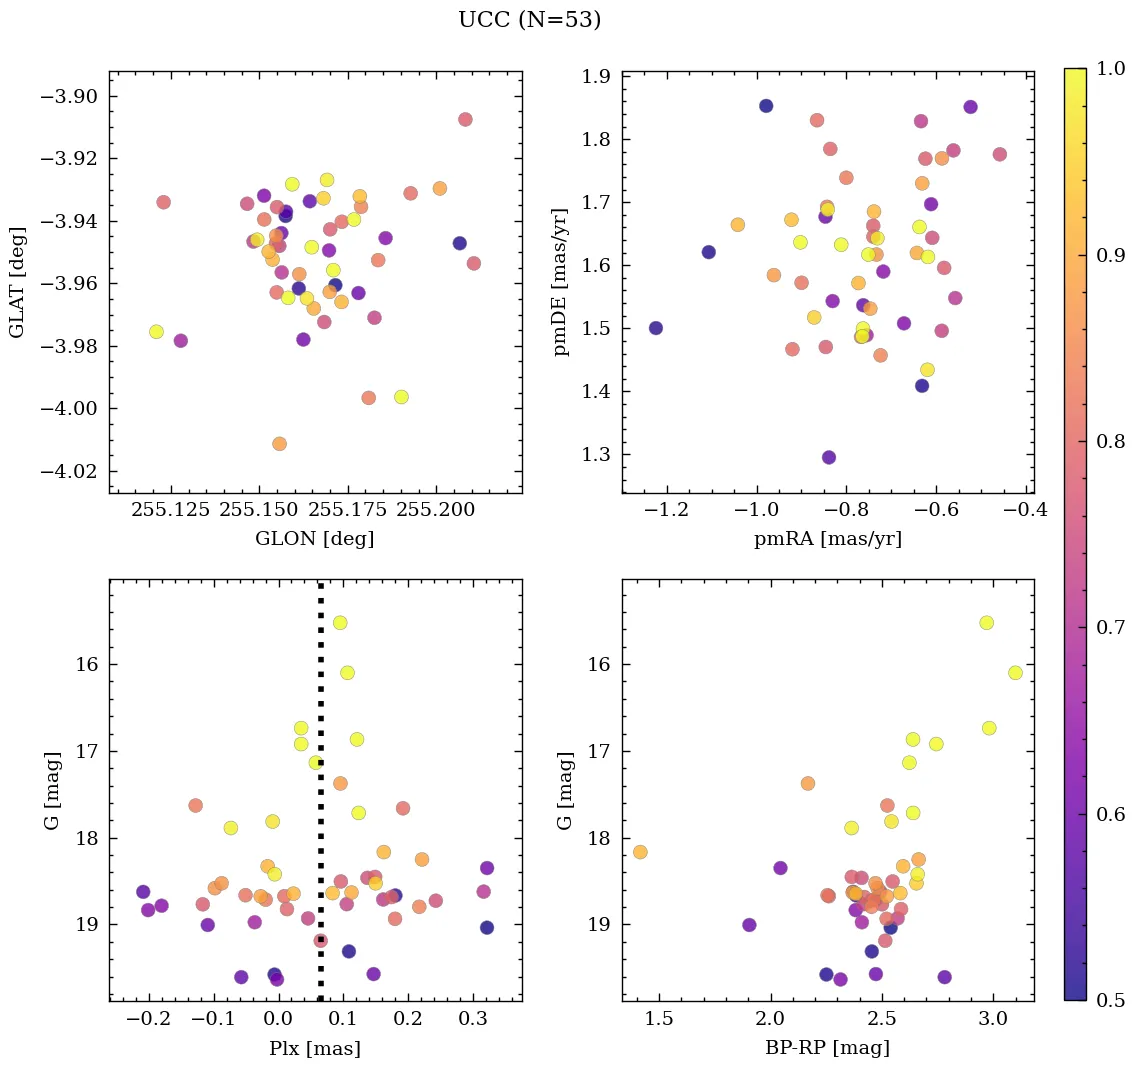 UCC (N=53)
−3.90
−3.92
−3.94
−3.96
−3.98
−4.00
−4.02
GLAT [deg]
255.125 255.150 255.175 255.200
GLON [deg]
1.9
1.8
1.7
1.6
1.5
1.4
1.3
pmDE [mas/yr]
−1.2 −1.0 −0.8 −0.6 −0.4
pmRA [mas/yr]
16
17
18
19
G [mag]
−0.2 −0.1 0.0 0.1 0.2 0.3
Plx [mas]
16
17
18
19
G [mag]
1.5 2.0 2.5 3.0
BP-RP [mag]
1.0
0.9
0.8
0.7
0.6
0.5